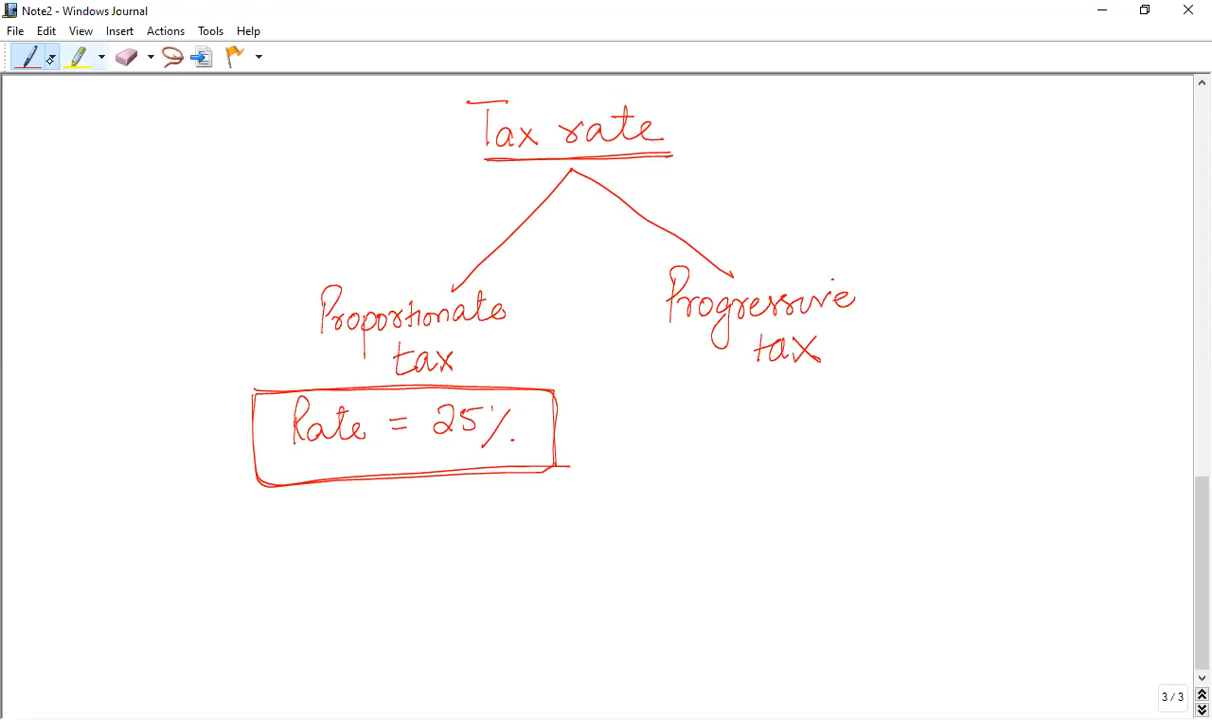 Note2 - Windows Journal
File Edit View Insert Actions Tools Help
Tax rate
Proportionate
tax
Progressive
tax
Rate = 25%.
3 / 3